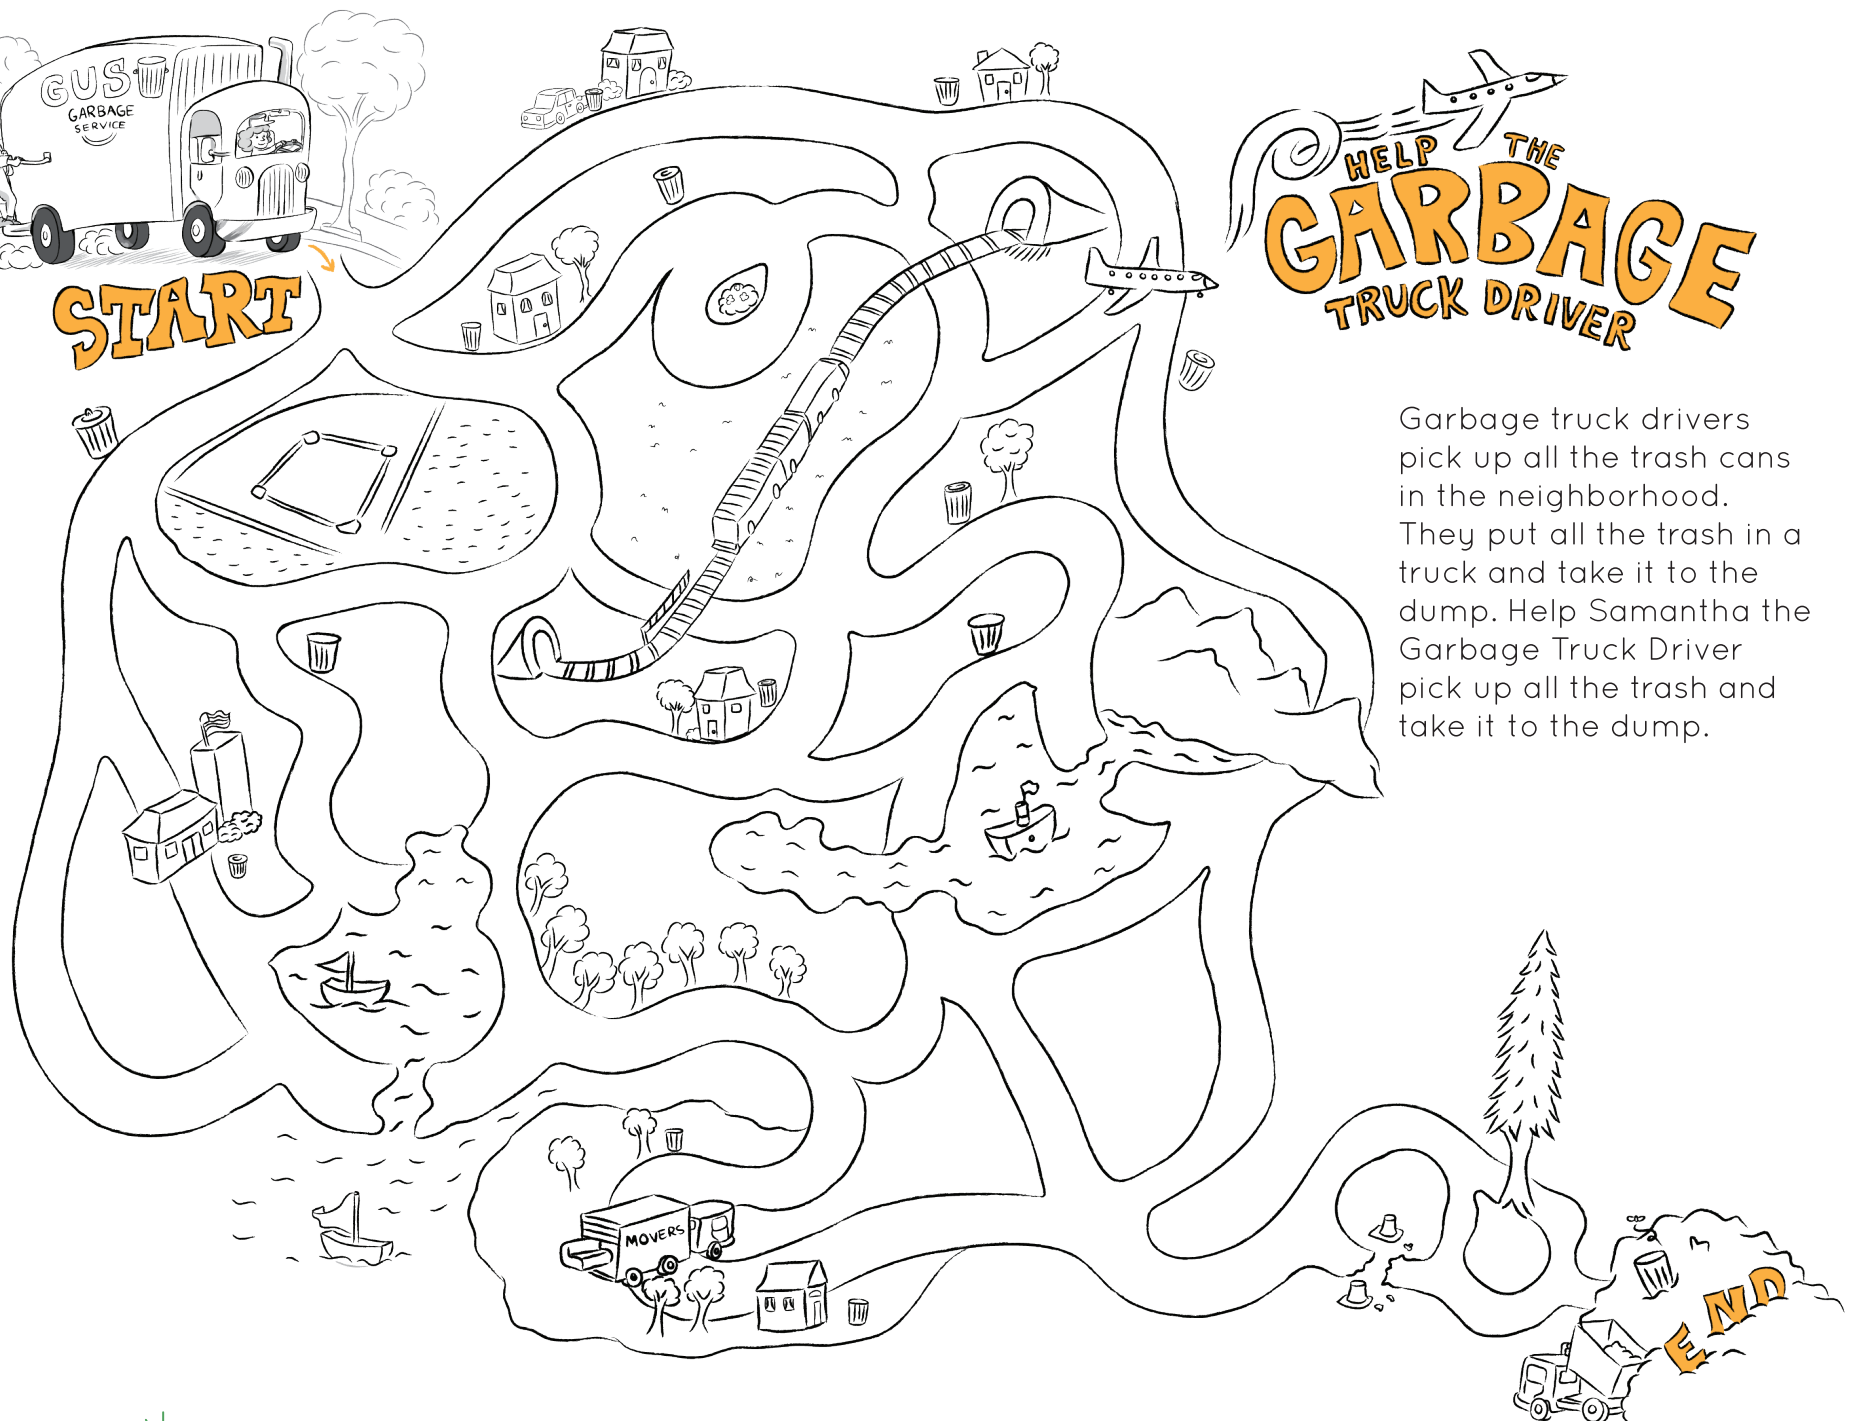 GUS
GARBAGE
SERVICE
START
HELP THE
GARBAGE
TRUCK DRIVER
Garbage truck drivers
pick up all the trash cans
in the neighborhood.
They put all the trash in a
truck and take it to the
dump. Help Samantha the
Garbage Truck Driver
pick up all the trash and
take it to the dump.
MOVERS
END